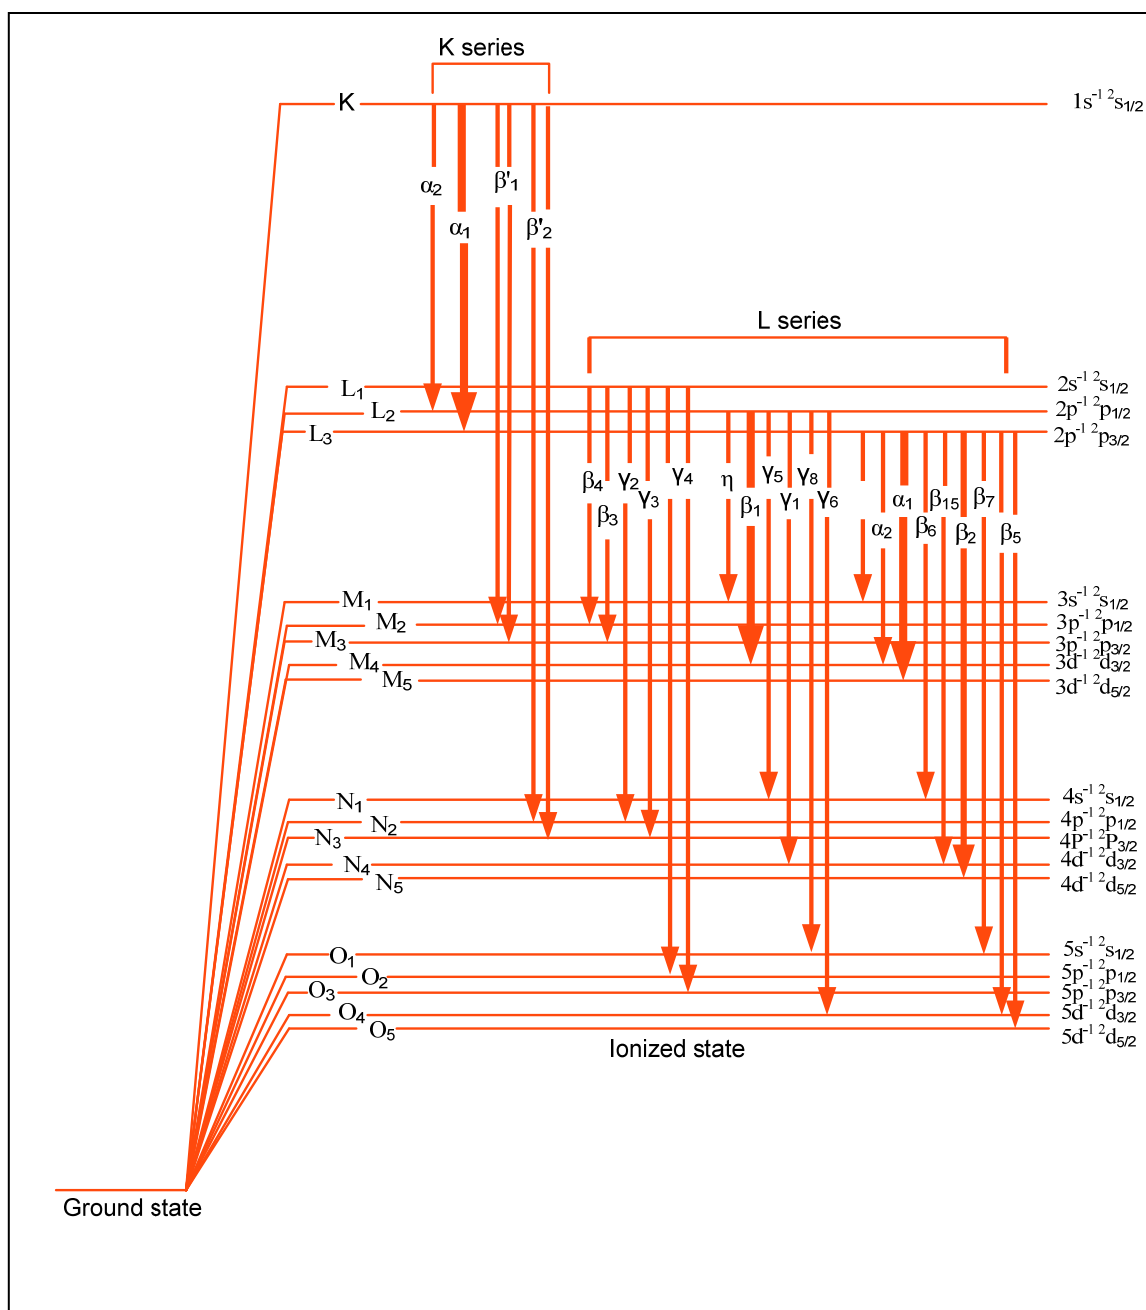 K series
K 1s⁻¹ ²s1/2
α2 β'1
α1 β'2
L series
L1 2s⁻¹ ²s1/2
L2 2p⁻¹ ²p1/2
L3 2p⁻¹ ²p3/2
β4 γ2 γ4 η γ5 γ8 α1 β15 β7
β3 γ3 β1 γ1 γ6 α2 β6 β2 β5
M1 3s⁻¹ ²s1/2
M2 3p⁻¹ ²p1/2
M3 3p⁻¹ ²p3/2
M4 3d⁻¹ ²d3/2
M5 3d⁻¹ ²d5/2
N1 4s⁻¹ ²s1/2
N2 4p⁻¹ ²p1/2
N3 4P⁻¹ ²P3/2
N4 4d⁻¹ ²d3/2
N5 4d⁻¹ ²d5/2
O1 5s⁻¹ ²s1/2
O2 5p⁻¹ ²p1/2
O3 5p⁻¹ ²p3/2
O4 5d⁻¹ ²d3/2
O5 5d⁻¹ ²d5/2
Ionized state
Ground state